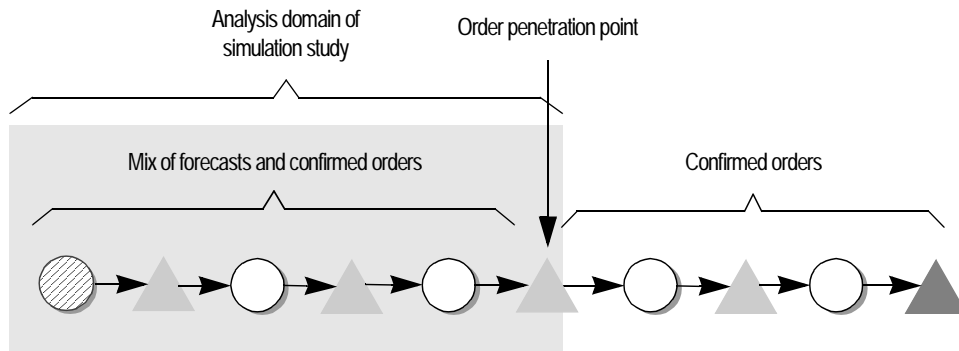 Analysis domain of
simulation study
Order penetration point
Mix of forecasts and confirmed orders
Confirmed orders